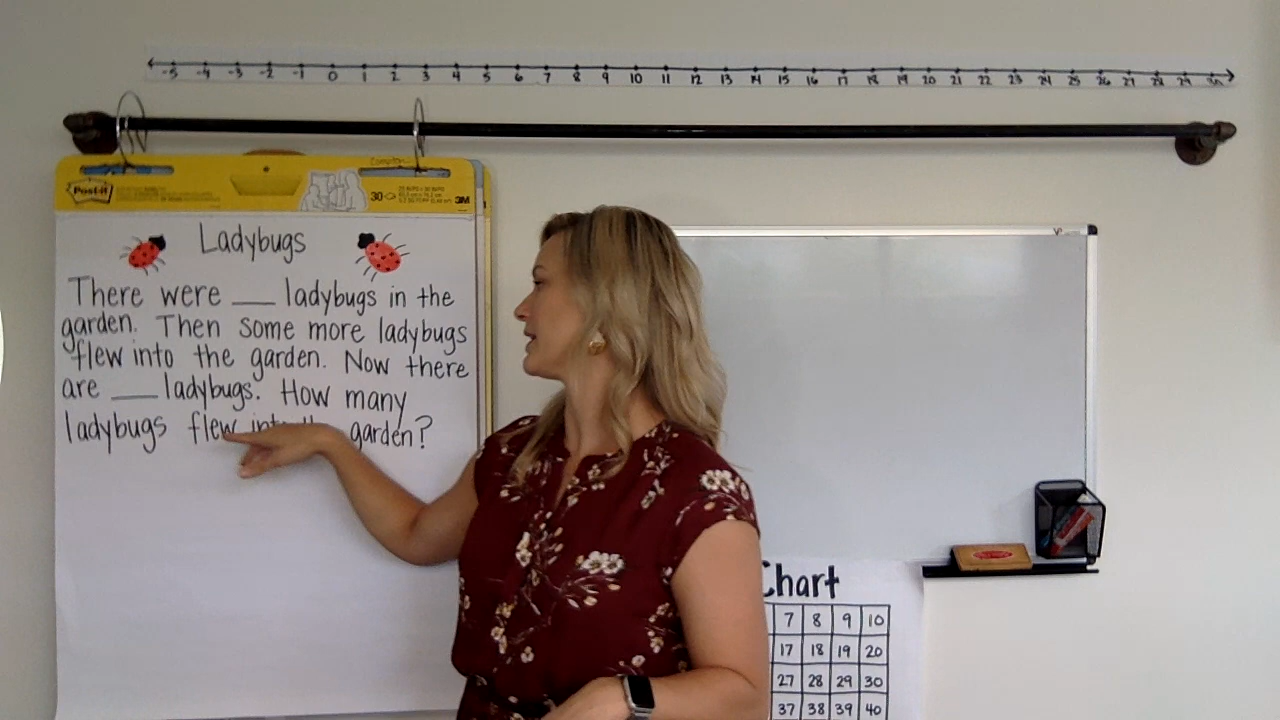 -5 -4 -3 -2 -1 0 1 2 3 4 5 6 7 8 9 10 11 12 13 14 15 16 17 18 19 20 21 22 23 24 25 26 27 28 29 30
Post-it
30
3M
Ladybugs
There were ___ ladybugs in the
garden. Then some more ladybugs
flew into the garden. Now there
are ___ ladybugs. How many
ladybugs flew garden?
Chart
7 8 9 10
17 18 19 20
27 28 29 30
37 38 39 40